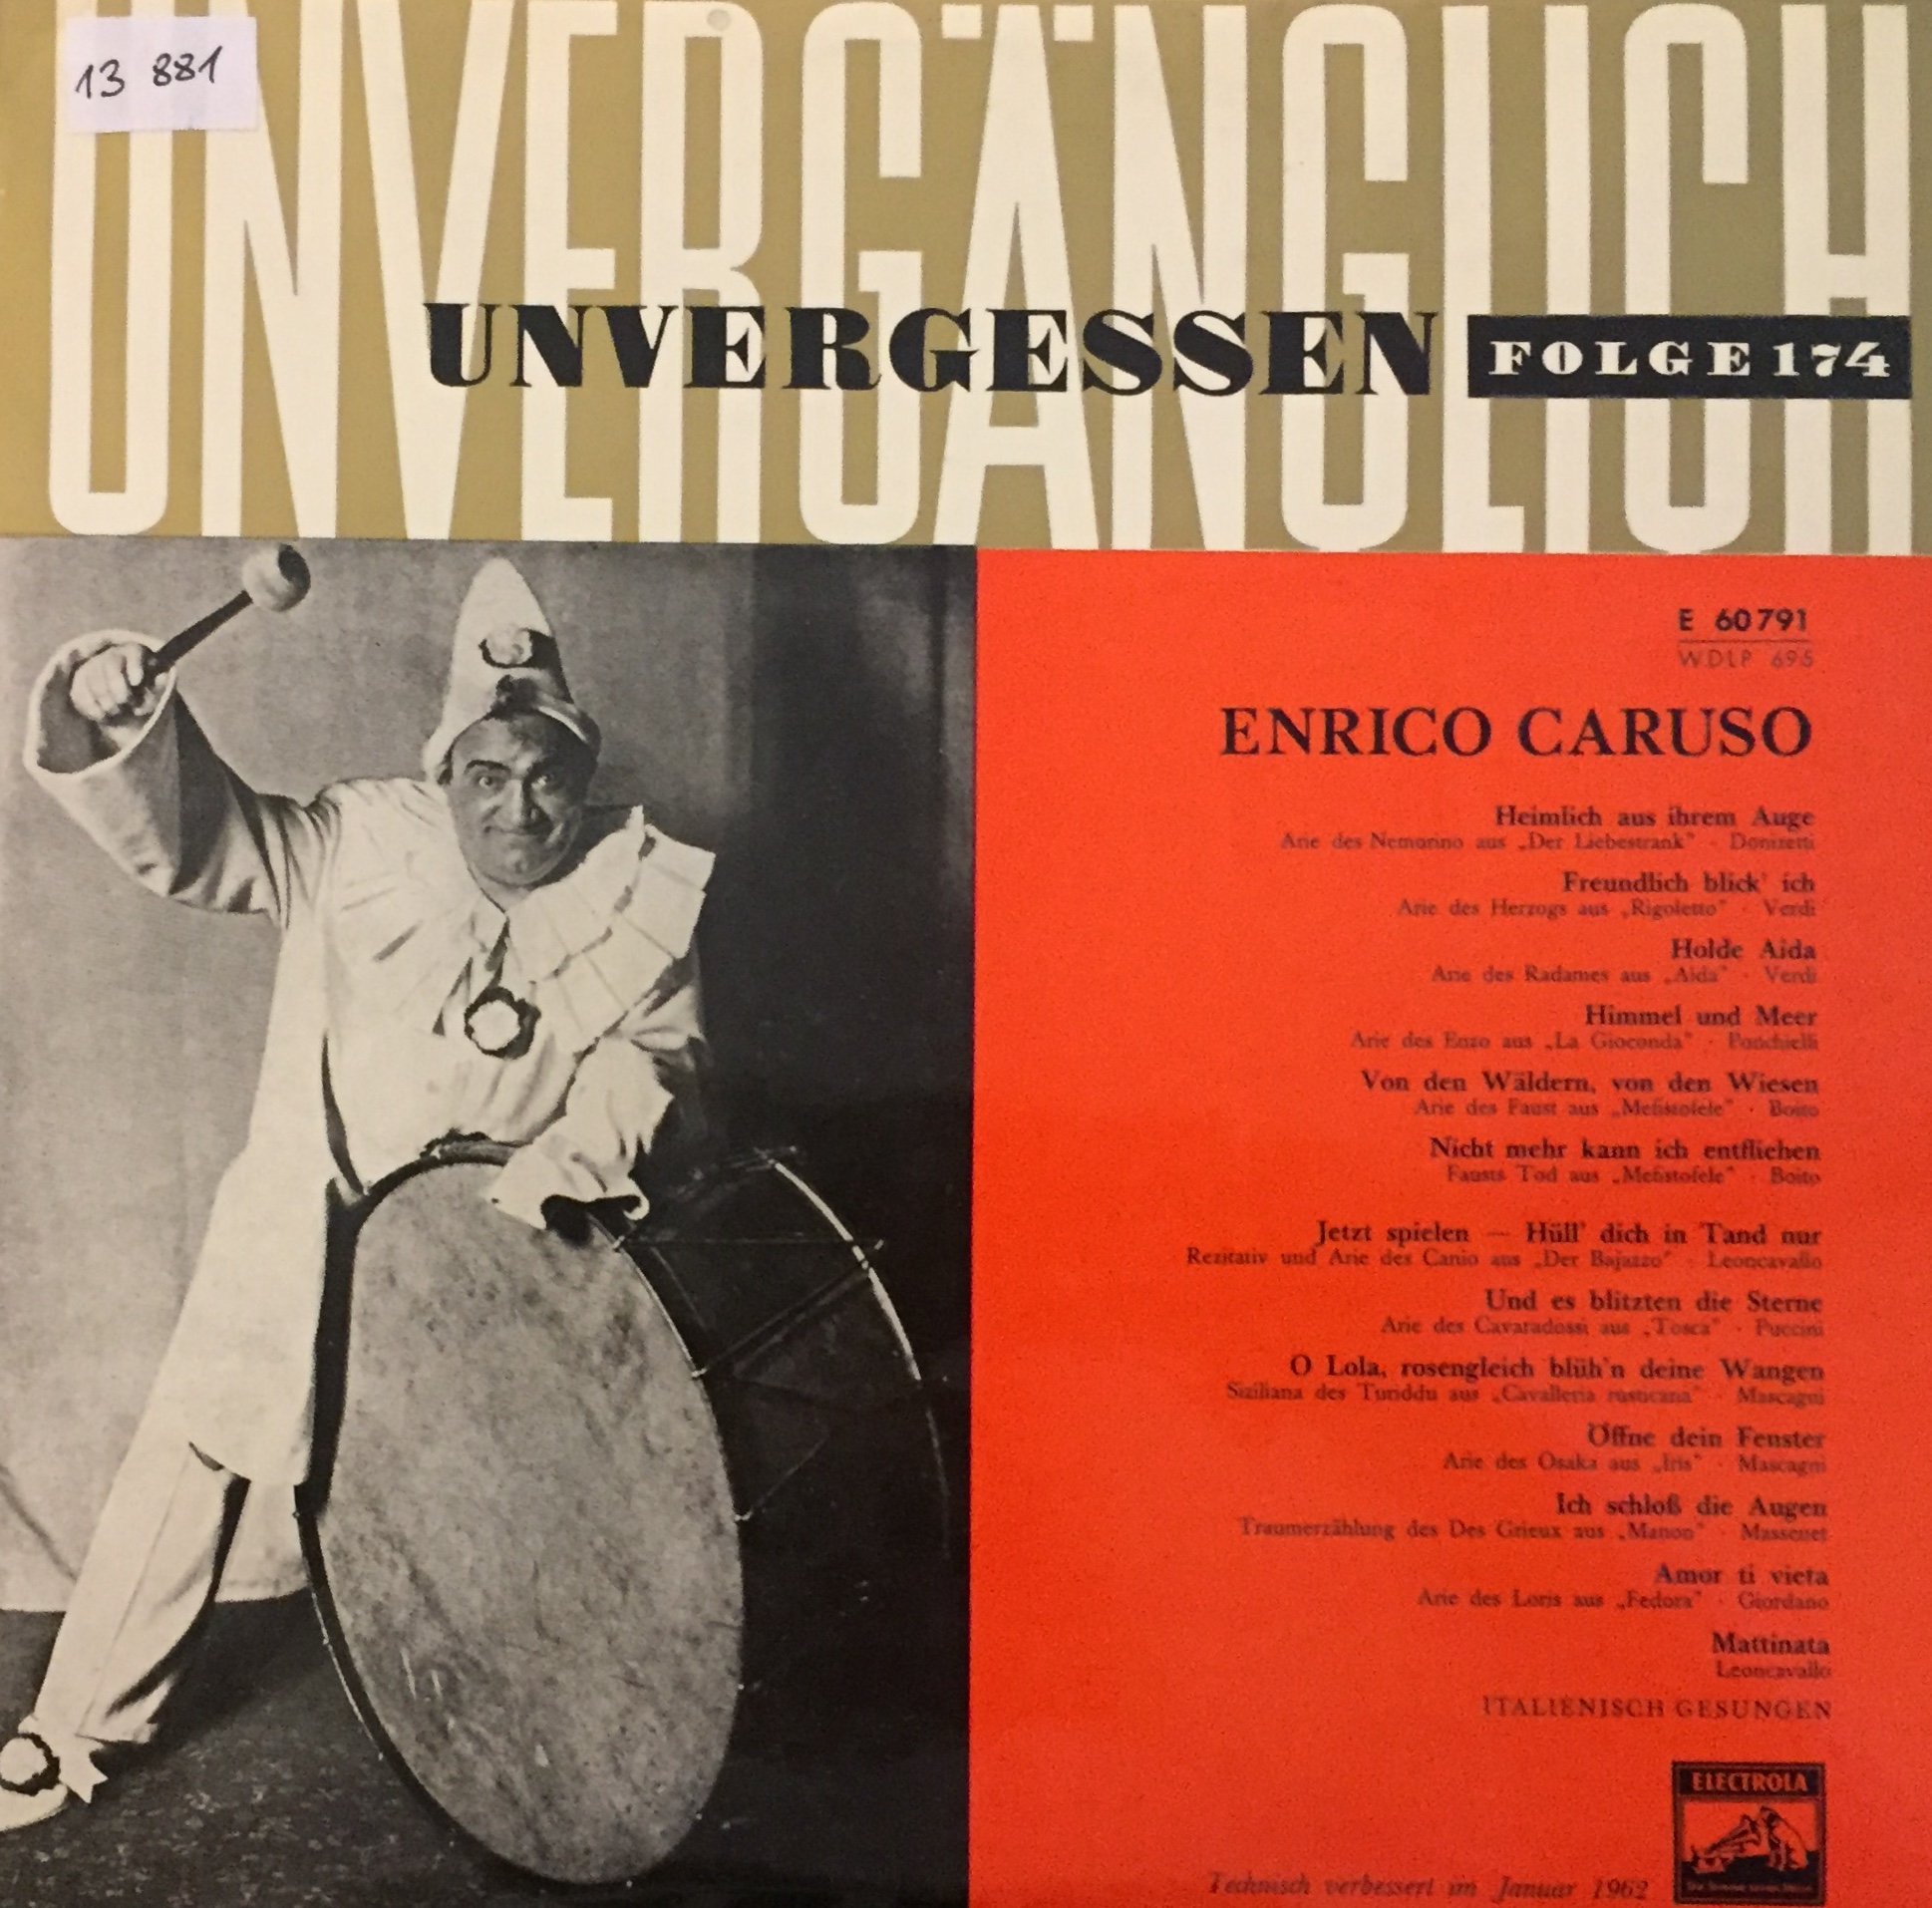 13 881
UNVERGÄNGLICH
UNVERGESSEN FOLGE 174
E 60791
WDLP 695
ENRICO CARUSO
Heimlich aus ihrem Auge
Arie des Nemorino aus „Der Liebestrank" · Donizetti
Freundlich blick' ich
Arie des Herzogs aus „Rigoletto" · Verdi
Holde Aida
Arie des Radames aus „Aida" · Verdi
Himmel und Meer
Arie des Enzo aus „La Gioconda" · Ponchielli
Von den Wäldern, von den Wiesen
Arie des Faust aus „Mefistofele" · Boito
Nicht mehr kann ich entfliehen
Fausts Tod aus „Mefistofele" · Boito
Jetzt spielen — Hüll' dich in Tand nur
Rezitativ und Arie des Canio aus „Der Bajazzo" · Leoncavallo
Und es blitzten die Sterne
Arie des Cavaradossi aus „Tosca" · Puccini
O Lola, rosengleich blüh'n deine Wangen
Siziliana des Turiddu aus „Cavalleria rusticana" · Mascagni
Öffne dein Fenster
Arie des Osaka aus „Iris" · Mascagni
Ich schloß die Augen
Traumerzählung des Des Grieux aus „Manon" · Massenet
Amor ti vieta
Arie des Loris aus „Fedora" · Giordano
Mattinata
Leoncavallo
ITALIENISCH GESUNGEN
ELECTROLA
Technisch verbessert im Januar 1962